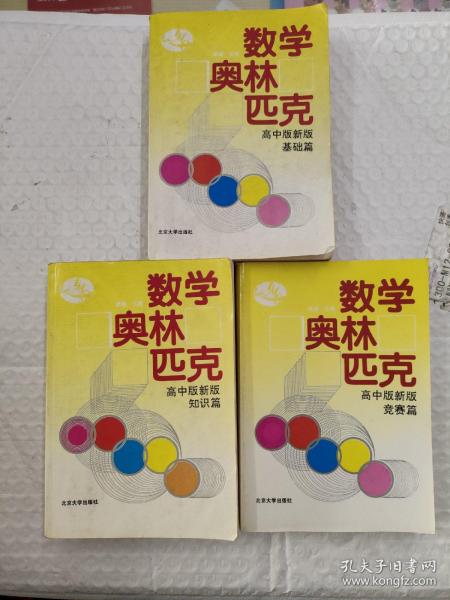 数学
奥林
匹克
高中版新版
基础篇
北京大学出版社
数学
奥林
匹克
高中版新版
知识篇
北京大学出版社
数学
奥林
匹克
高中版新版
竞赛篇
北京大学出版社
孔夫子旧书网
www.kongfz.com